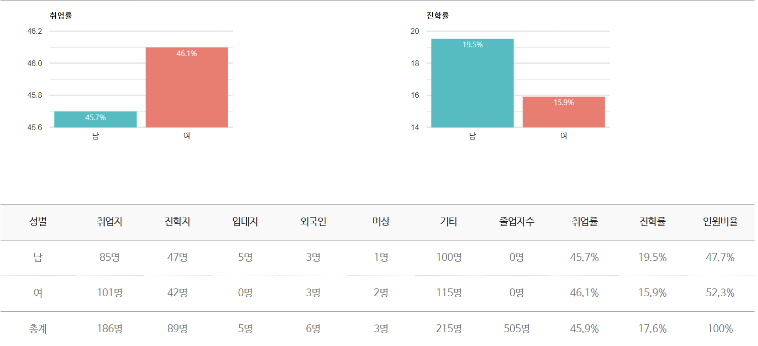 취업률
진학률
46.2
46.0
45.8
45.6
45.7%
46.1%
남
여
20
18
16
14
19.5%
15.9%
남
여
성별 취업자 진학자 입대자 외국인 미상 기타 졸업자수 취업률 진학률 인원비율
남 85명 47명 5명 3명 1명 100명 0명 45.7% 19.5% 47.7%
여 101명 42명 0명 3명 2명 115명 0명 46.1% 15.9% 52.3%
총계 186명 89명 5명 6명 3명 215명 505명 45.9% 17.6% 100%